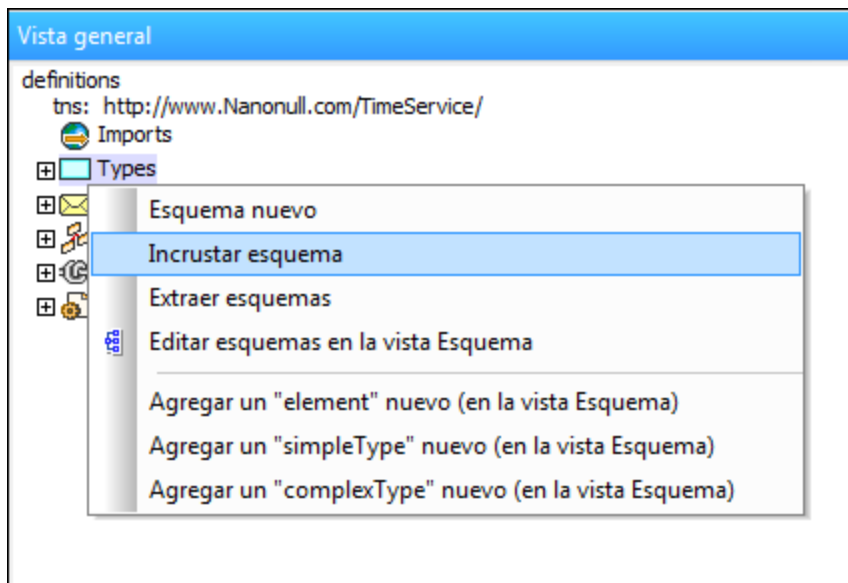 Vista general
definitions
tns: http://www.Nanonull.com/TimeService/
Imports
Types
Esquema nuevo
Incrustar esquema
Extraer esquemas
Editar esquemas en la vista Esquema
Agregar un "element" nuevo (en la vista Esquema)
Agregar un "simpleType" nuevo (en la vista Esquema)
Agregar un "complexType" nuevo (en la vista Esquema)